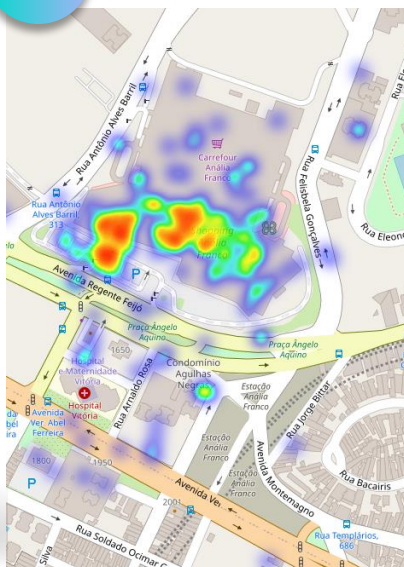 Rua Antônio Alves Barril
Carrefour
Anália
Franco
Rua Felisbela Gonçalves
Rua Antônio
Alves Barril,
313
P
Avenida Regente Feijó
Praça Ângelo
Aquino
Praça Ângelo
Aquino
1650
Hospital
e Maternidade
Vitória
Hospital
Vitória
Rua Arnaldo Rosa
Condomínio
Agulhas
Negras
Estação
Anália
Franco
Rua Jorge Bintar
Avenida
Ver. Abel
Ferreira
Estação
Anália
Franco
Estação
Anália
Franco
Avenida Montemagno
Rua Bacairis
1800
1950
P
2001
Avenida Ve
Rua Templários,
686
Rua Soldado Ocimar
Silva